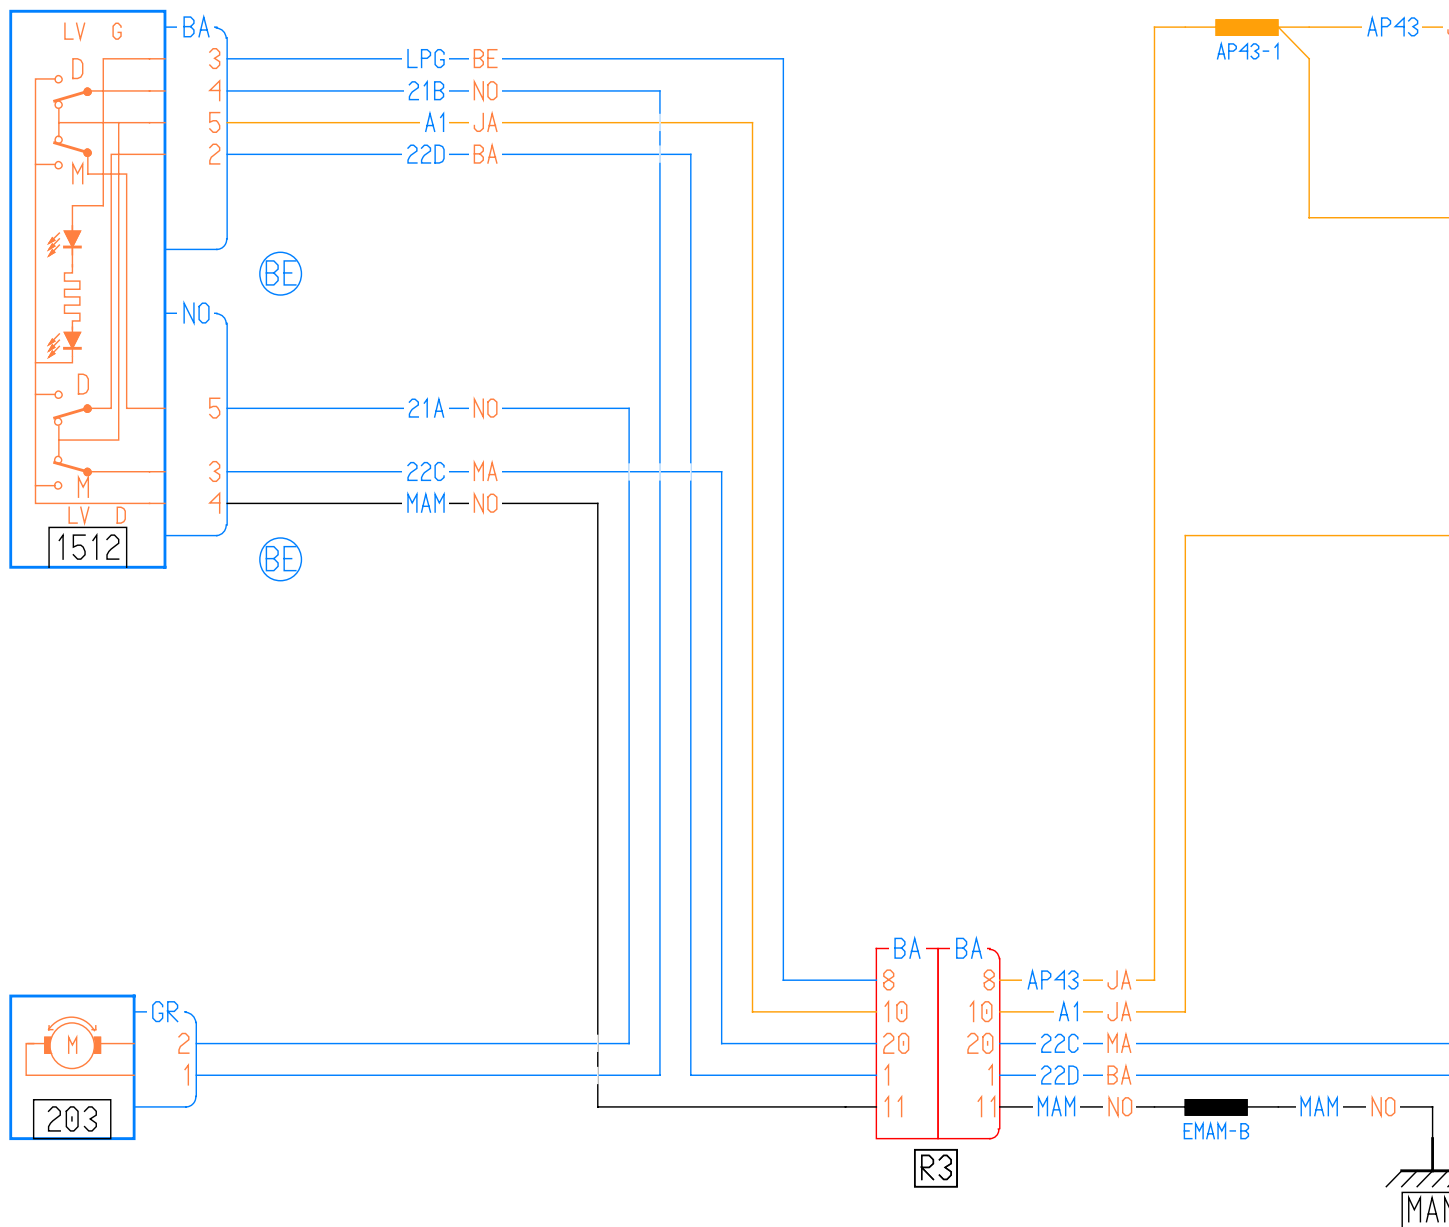 LV G
BA
AP43
AP43-1
D
3 LPG BE
4 21B NO
5 A1 JA
2 22D BA
M
BE
NO
D
5 21A NO
3 22C MA
M
4 MAM NO
LV D
1512
BE
BA BA
8 8 AP43 JA
GR
10 10 A1 JA
M
2
20 20 22C MA
1
1 1 22D BA
203
11 11 MAM NO
MAM NO
EMAM-B
R3